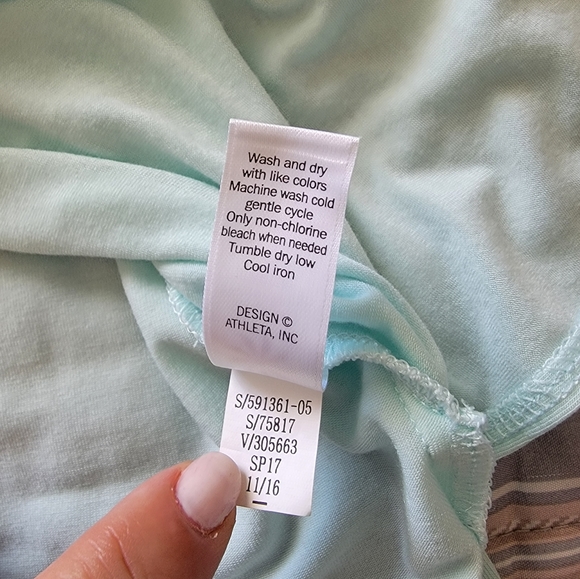 Wash and dry
with like colors
Machine wash cold
gentle cycle
Only non-chlorine
bleach when needed
Tumble dry low
Cool iron
DESIGN ©
ATHLETA, INC
S/591361-05
S/75817
V/305663
SP17
11/16